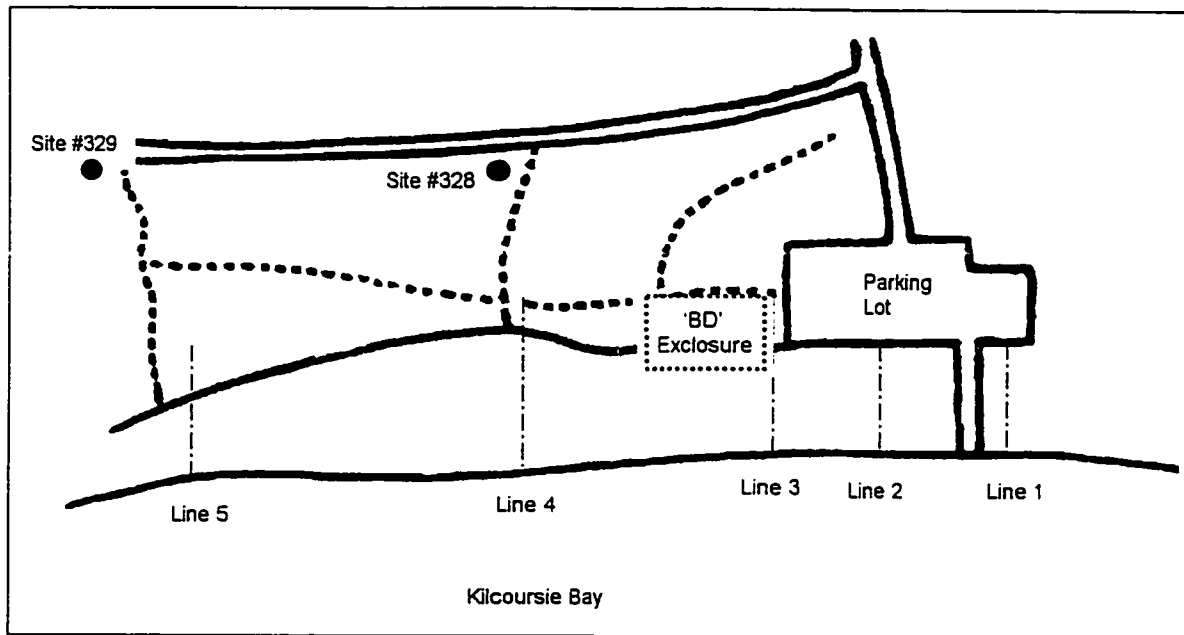 Site #329
Site #328
Parking
Lot
'BD'
Exclosure
Line 5
Line 4
Line 3
Line 2
Line 1
Kilcoursie Bay